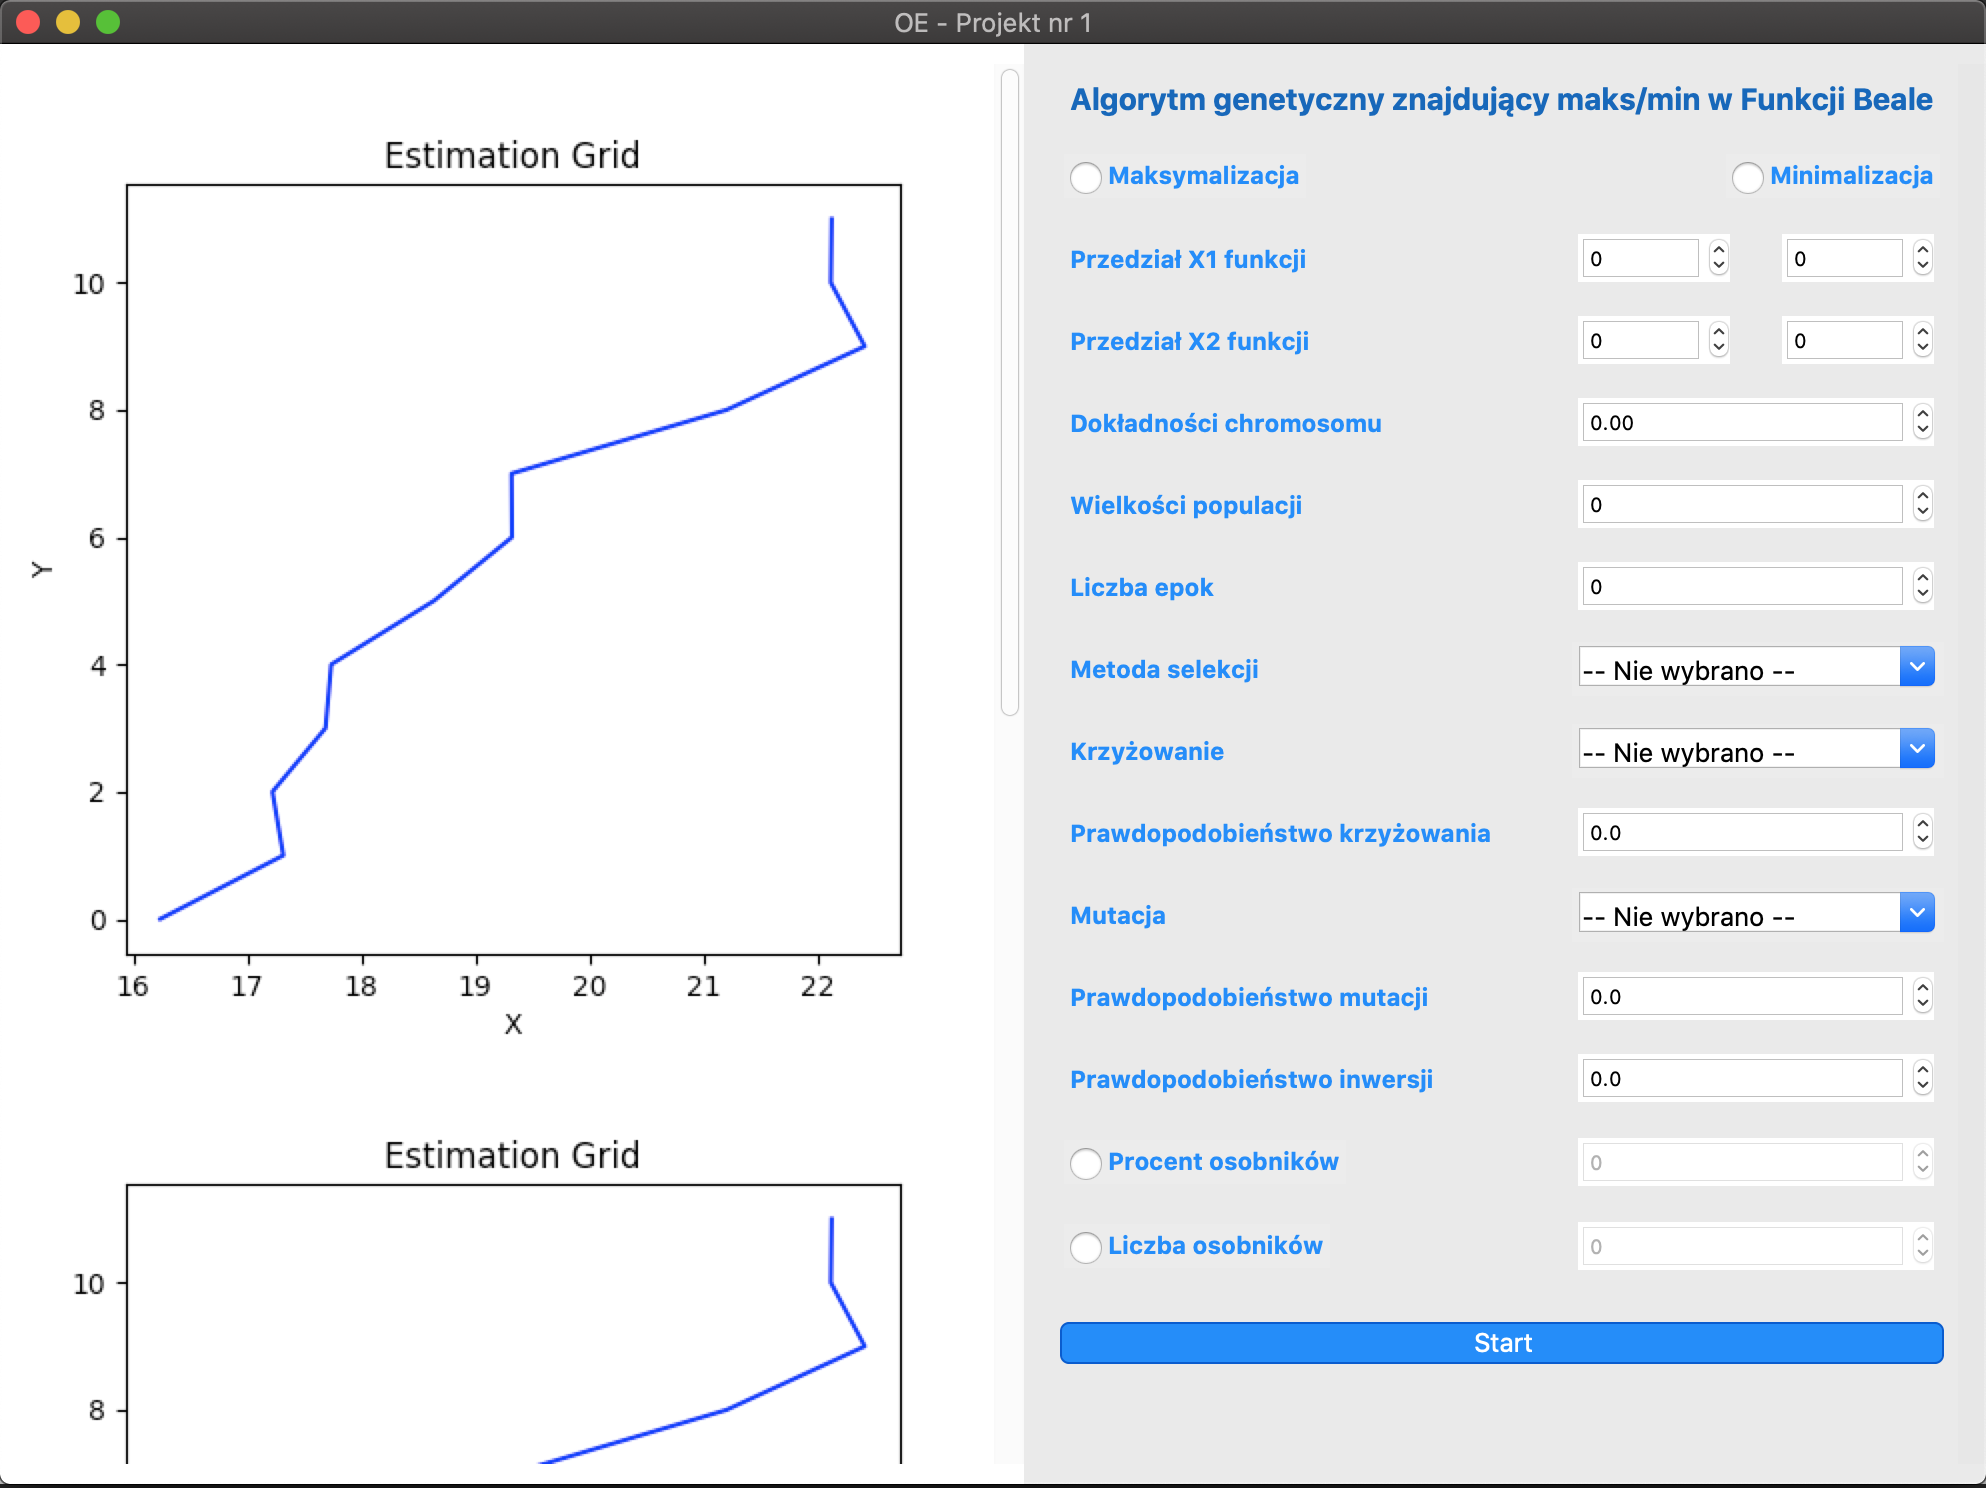 OE - Projekt nr 1
Estimation Grid
10
8
6
4
2
0
Y
16 17 18 19 20 21 22
X
Estimation Grid
10
8
Algorytm genetyczny znajdujący maks/min w Funkcji Beale
Maksymalizacja Minimalizacja
Przedział X1 funkcji 0 0
Przedział X2 funkcji 0 0
Dokładności chromosomu 0.00
Wielkości populacji 0
Liczba epok 0
Metoda selekcji -- Nie wybrano --
Krzyżowanie -- Nie wybrano --
Prawdopodobieństwo krzyżowania 0.0
Mutacja -- Nie wybrano --
Prawdopodobieństwo mutacji 0.0
Prawdopodobieństwo inwersji 0.0
Procent osobników 0
Liczba osobników 0
Start